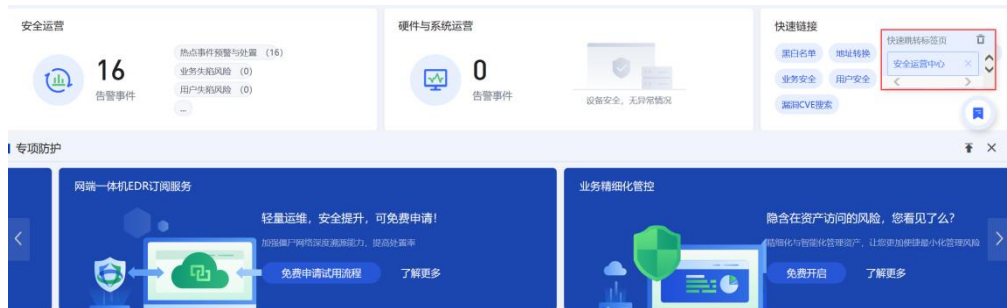 安全运营
16
告警事件
热点事件预警与处置 (16)
业务失陷风险 (0)
用户失陷风险 (0)
...
硬件与系统运营
0
告警事件
设备安全，无异常情况
快速链接
黑白名单
地址转换
业务安全
用户安全
漏洞CVE搜索
快速跳转标签页
安全运营中心
专项防护
网端一体机EDR订阅服务
轻量运维，安全提升，可免费申请！
加强僵尸网络深度溯源能力，提高处置率
免费申请试用流程
了解更多
业务精细化管控
隐含在资产访问的风险，您看见了么？
精细化与智能化管理资产，让您更加便捷最小化管理风险
免费开启
了解更多